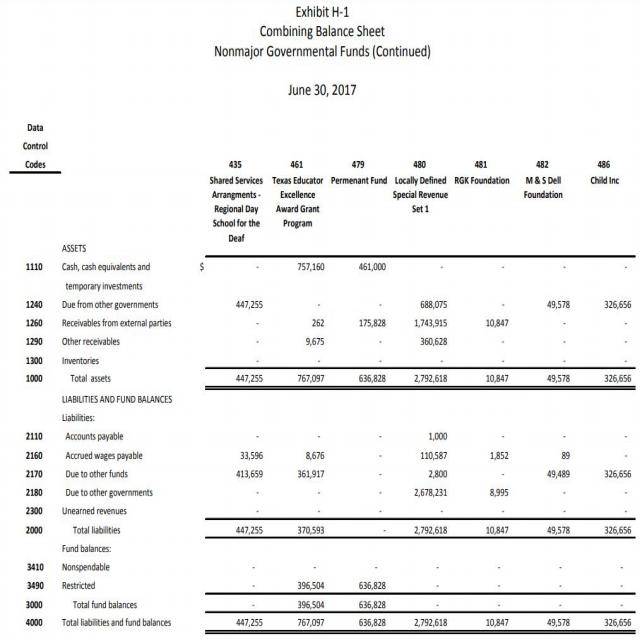 Exhibit H-1
Combining Balance Sheet
Nonmajor Governmental Funds (Continued)
June 30, 2017
Data
Control
Codes 435 461 479 480 481 482 486
Shared Services Texas Educator Permenant Fund Locally Defined RGK Foundation M & S Dell Child Inc
Arrangments - Excellence Special Revenue Foundation
Regional Day Award Grant Set 1
School for the Program
Deaf
ASSETS
1110 Cash, cash equivalents and $ - 757,160 461,000 - - - -
temporary investments
1240 Due from other governments 447,255 - - 688,075 - 49,578 326,656
1260 Receivables from external parties - 262 175,828 1,743,915 10,847 - -
1290 Other receivables - 9,675 360,628 - - -
1300 Inventories - - - - - - -
1000 Total assets 447,255 767,097 636,828 2,792,618 10,847 49,578 326,656
LIABILITIES AND FUND BALANCES
Liabilities:
2110 Accounts payable - - - 1,000 - - -
2160 Accrued wages payable 33,596 8,676 - 110,587 1,852 89 -
2170 Due to other funds 413,659 361,917 - 2,800 - 49,489 326,656
2180 Due to other governments - - - 2,678,231 8,995 - -
2300 Unearned revenues - - - - - - -
2000 Total liabilities 447,255 370,593 - 2,792,618 10,847 49,578 326,656
Fund balances:
3410 Nonspendable - - - - - - -
3490 Restricted - 396,504 636,828 - - - -
3000 Total fund balances - 396,504 636,828 - - - -
4000 Total liabilities and fund balances 447,255 767,097 636,828 2,792,618 10,847 49,578 326,656